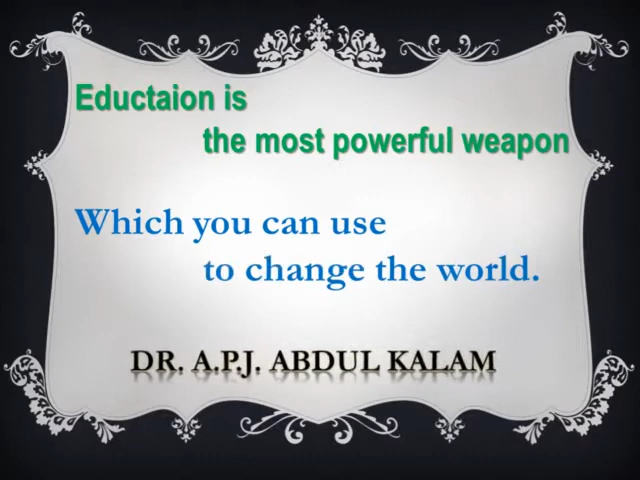 Eductaion is
the most powerful weapon
Which you can use
to change the world.
DR. A.P.J. ABDUL KALAM